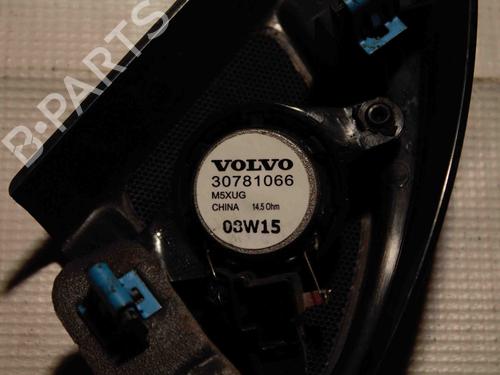 B-PARTS
VOLVO
30781066
M5XUG
CHINA 14.5 Ohm
03W15